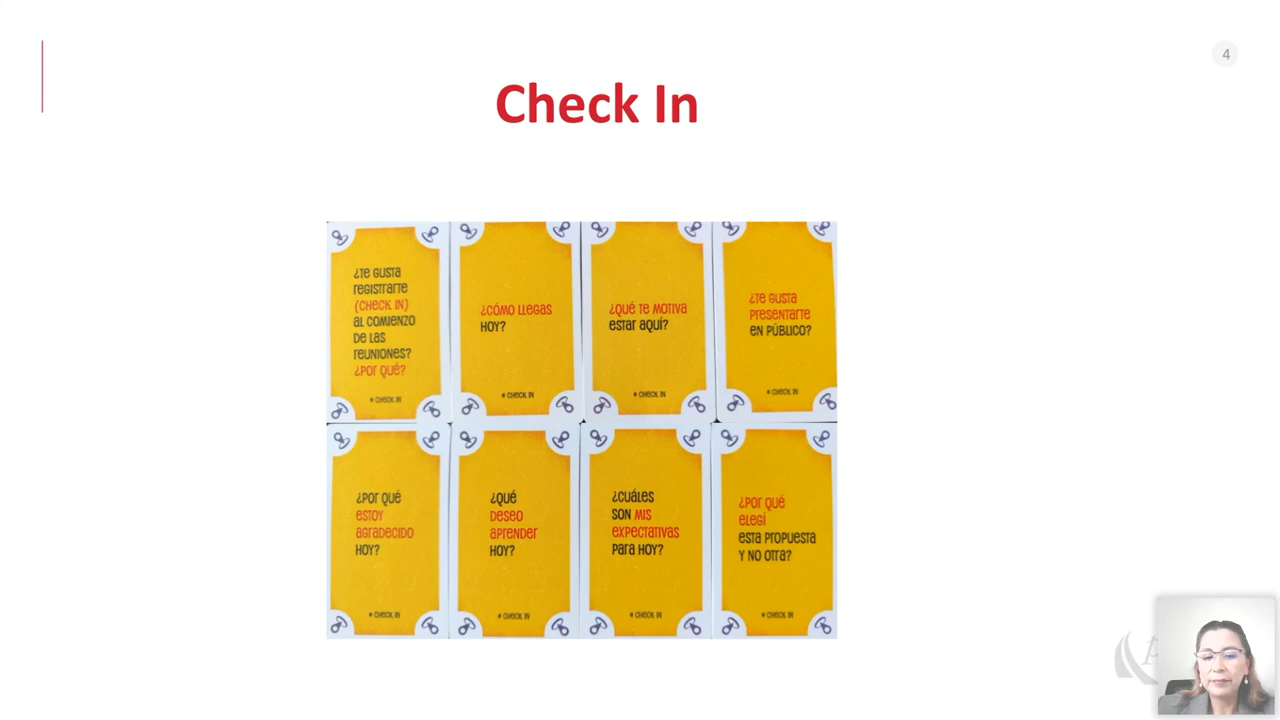 4
Check In
¿Te gusta
registrarte
(CHECK IN)
al comienzo
de las
reuniones?
¿Por qué?
* CHECK IN
¿Cómo llegas
hoy?
* CHECK IN
¿Qué te motiva
estar aquí?
* CHECK IN
¿Te gusta
presentarte
en público?
* CHECK IN
¿Por qué
estoy
agradecido
hoy?
* CHECK IN
¿Qué
deseo
aprender
hoy?
* CHECK IN
¿Cuáles
son mis
expectativas
para hoy?
* CHECK IN
¿Por qué
elegí
esta propuesta
y no otra?
* CHECK IN